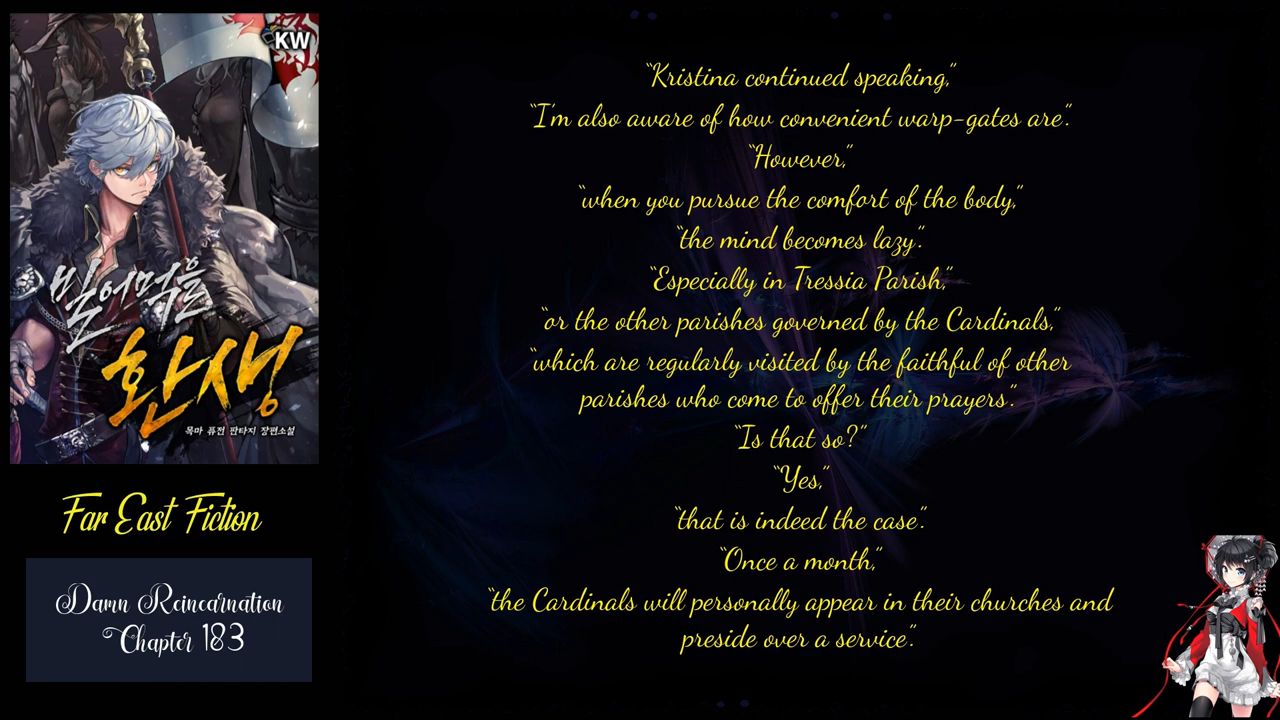 KW
빌어먹을
환생
목마 퓨전 판타지 장편소설
Far East Fiction
Damn Reincarnation
Chapter 183
“Kristina continued speaking,”
“I'm also aware of how convenient warp-gates are”.
“However,”
“when you pursue the comfort of the body,”
“the mind becomes lazy”.
“Especially in Tressia Parish,”
“or the other parishes governed by the Cardinals,”
“which are regularly visited by the faithful of other
parishes who come to offer their prayers”.
“Is that so?”
“Yes,”
“that is indeed the case”.
“Once a month,”
“the Cardinals will personally appear in their churches and
preside over a service”.